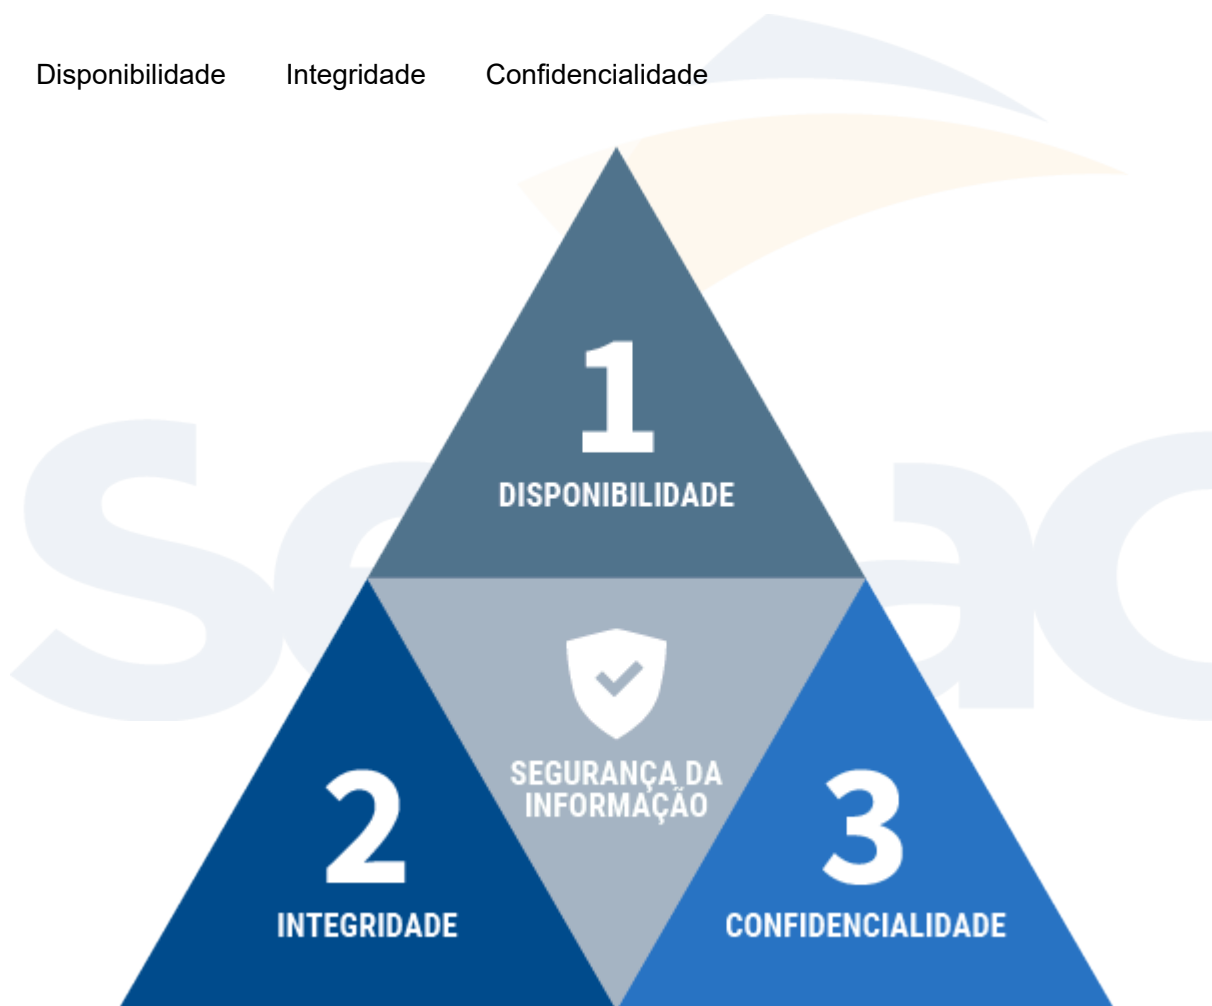 Disponibilidade Integridade Confidencialidade
1
DISPONIBILIDADE
SEGURANÇA DA
INFORMAÇÃO
2
INTEGRIDADE
3
CONFIDENCIALIDADE